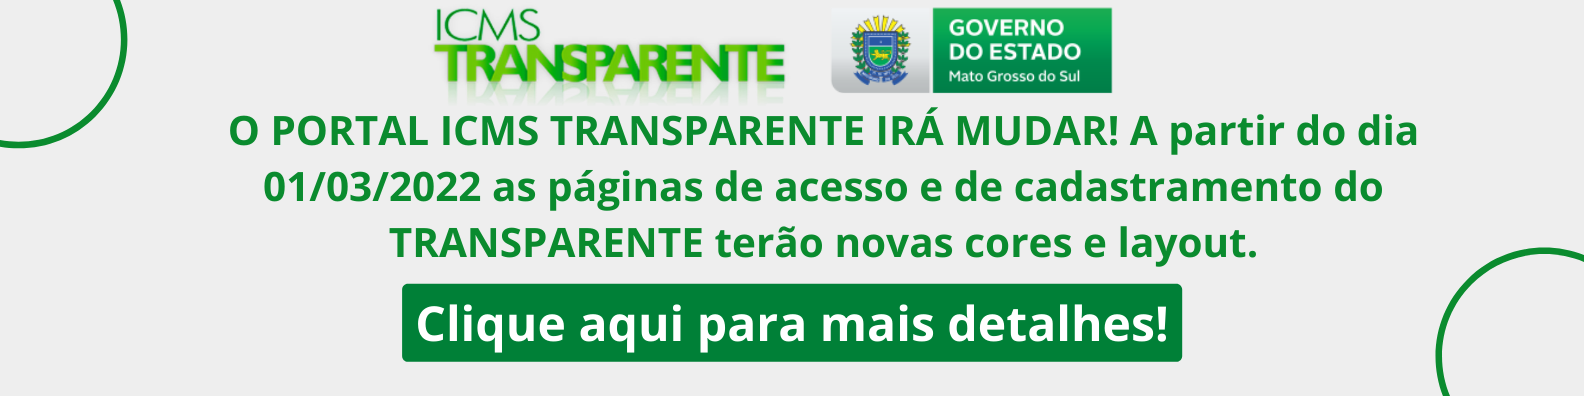 ICMS
TRANSPARENTE
GOVERNO
DO ESTADO
Mato Grosso do Sul
O PORTAL ICMS TRANSPARENTE IRÁ MUDAR! A partir do dia
01/03/2022 as páginas de acesso e de cadastramento do
TRANSPARENTE terão novas cores e layout.
Clique aqui para mais detalhes!